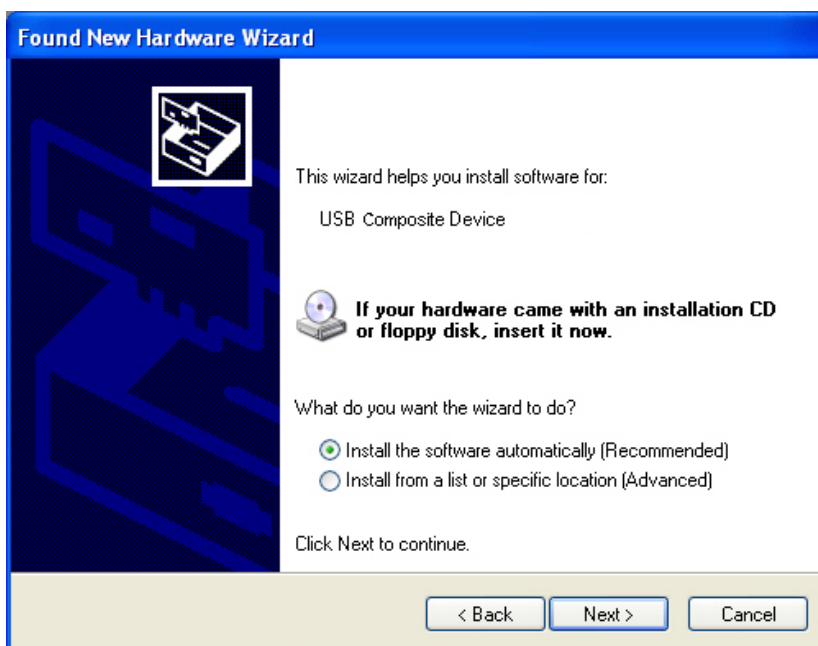 Found New Hardware Wizard
This wizard helps you install software for:
USB Composite Device
If your hardware came with an installation CD
or floppy disk, insert it now.
What do you want the wizard to do?
Install the software automatically (Recommended)
Install from a list or specific location (Advanced)
Click Next to continue.
< Back Next > Cancel